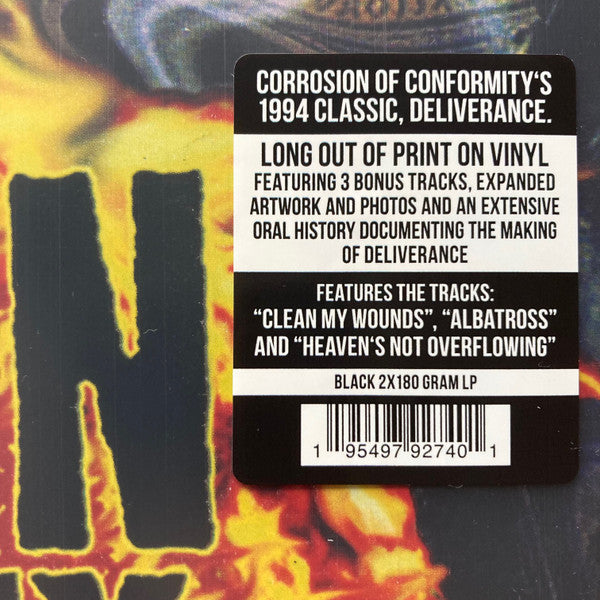 CORROSION OF CONFORMITY‘S
1994 CLASSIC, DELIVERANCE.
LONG OUT OF PRINT ON VINYL
FEATURING 3 BONUS TRACKS, EXPANDED
ARTWORK AND PHOTOS AND AN EXTENSIVE
ORAL HISTORY DOCUMENTING THE MAKING
OF DELIVERANCE
FEATURES THE TRACKS:
“CLEAN MY WOUNDS”, “ALBATROSS”
AND “HEAVEN‘S NOT OVERFLOWING”
BLACK 2X180 GRAM LP
1 95497 92740 1
N